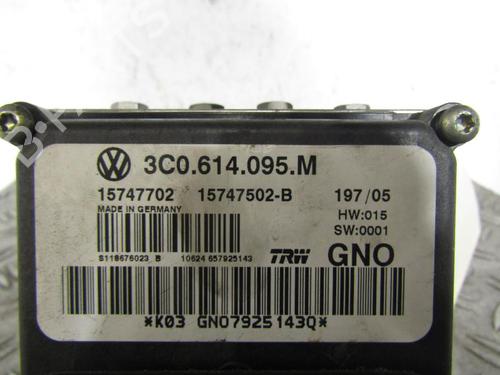 3C0.614.095.M
15747702 15747502-B 197/05
MADE IN GERMANY HW:015
SW:0001
S118676023 B 10624 657925143 TRW GNO
*K03 GNO7925143Q*